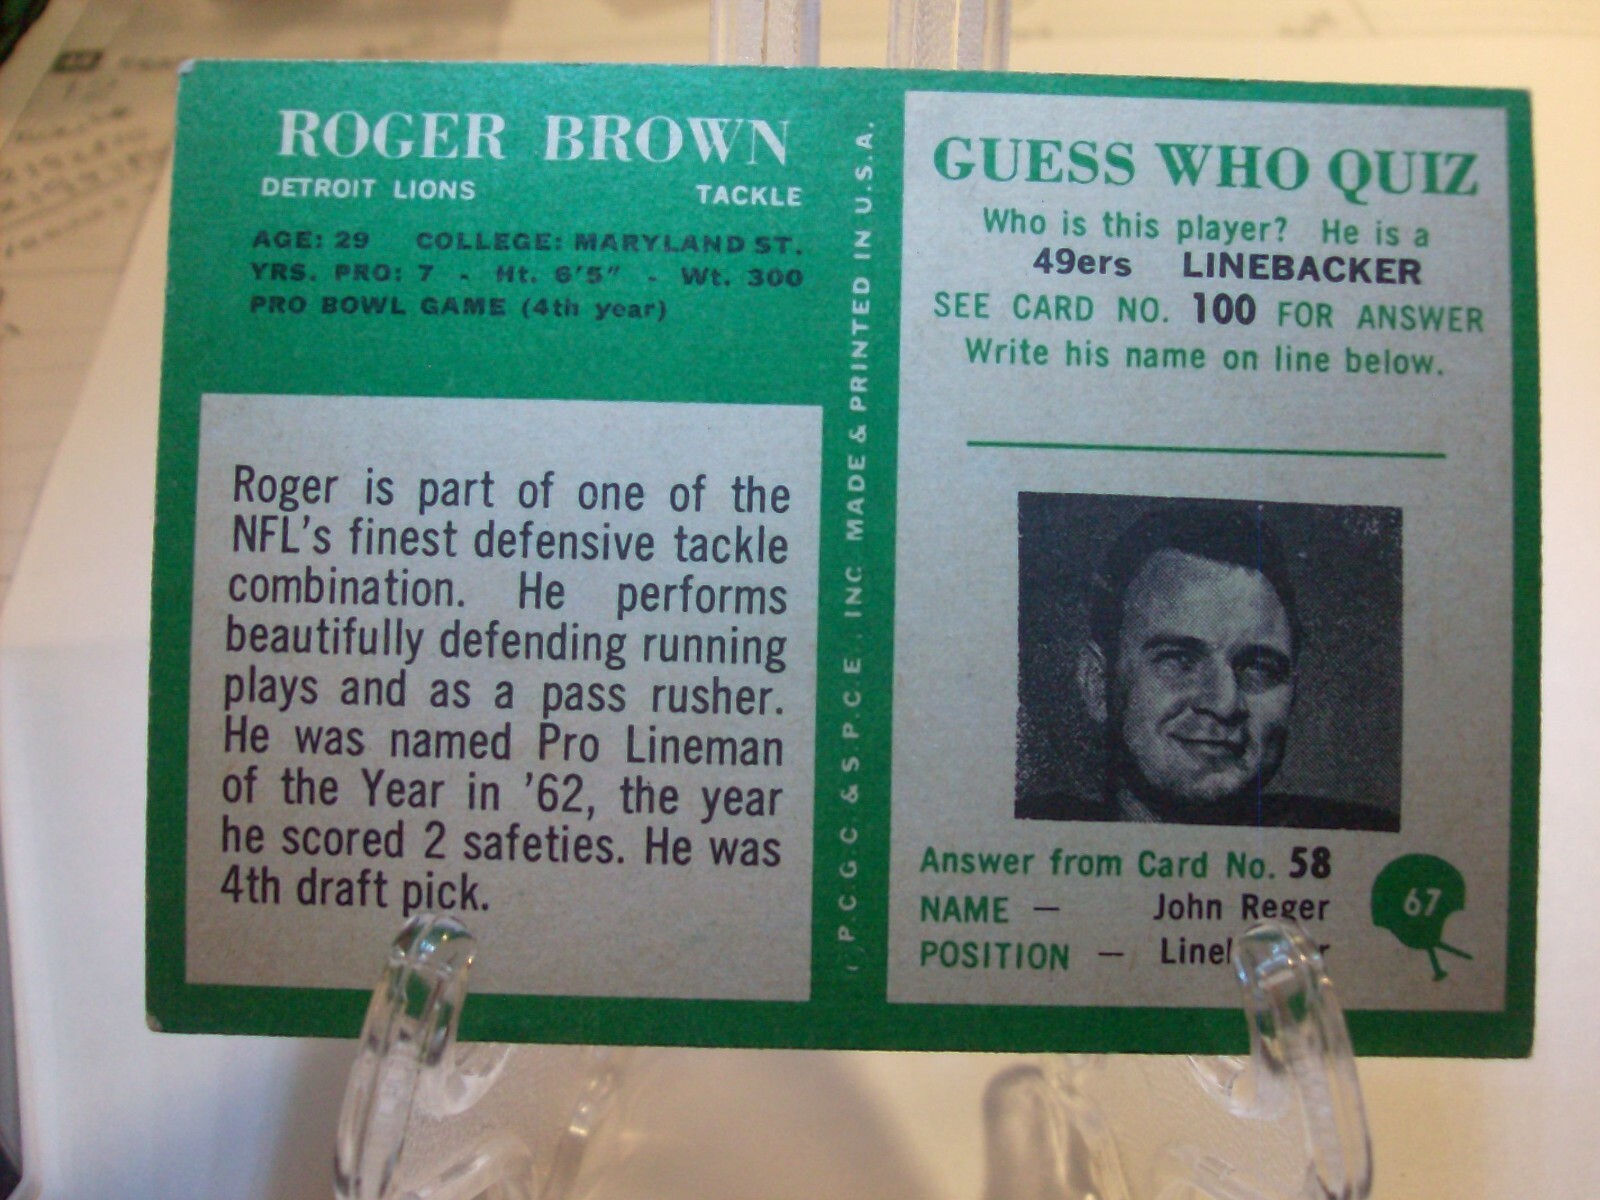 ROGER BROWN
DETROIT LIONS TACKLE
AGE: 29 COLLEGE: MARYLAND ST.
YRS. PRO: 7 - Ht. 6'5" - Wt. 300
PRO BOWL GAME (4th year)
Roger is part of one of the
NFL's finest defensive tackle
combination. He performs
beautifully defending running
plays and as a pass rusher.
He was named Pro Lineman
of the Year in '62, the year
he scored 2 safeties. He was
4th draft pick.
P.C.G.C. & S.P.C.E., INC. MADE & PRINTED IN U.S.A.
GUESS WHO QUIZ
Who is this player? He is a
49ers LINEBACKER
SEE CARD NO. 100 FOR ANSWER
Write his name on line below.
Answer from Card No. 58
NAME — John Reger
POSITION —
67